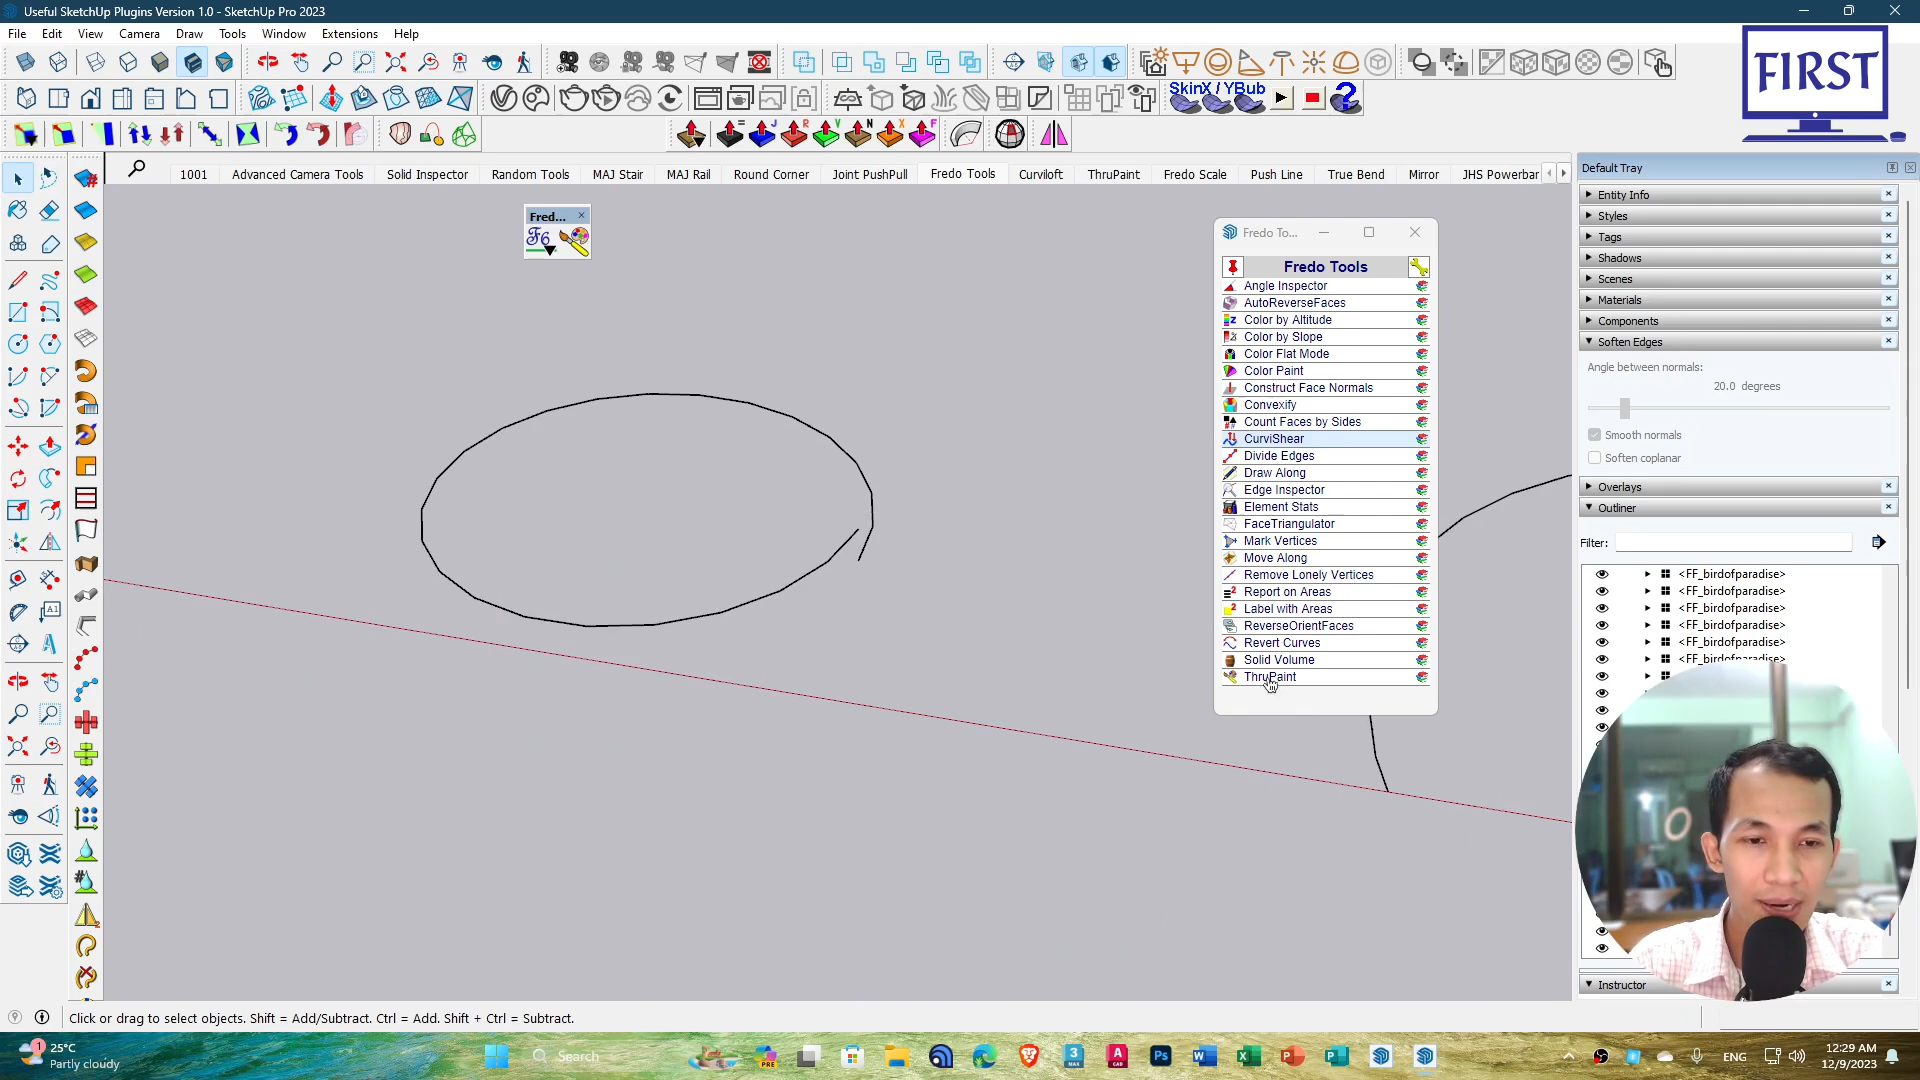 Useful SketchUp Plugins Version 1.0 - SketchUp Pro 2023
File Edit View Camera Draw Tools Window Extensions Help
FIRST
SkinX / YBub
1001 Advanced Camera Tools Solid Inspector Random Tools MAJ Stair MAJ Rail Round Corner Joint PushPull Fredo Tools Curviloft ThruPaint Fredo Scale Push Line True Bend Mirror JHS Powerbar
Default Tray
Entity Info
Styles
Tags
Shadows
Scenes
Materials
Components
Soften Edges
Angle between normals:
20.0 degrees
Smooth normals
Soften coplanar
Overlays
Outliner
Filter:
<FF_birdofparadise>
<FF_birdofparadise>
<FF_birdofparadise>
<FF_birdofparadise>
<FF_birdofparadise>
<FF_birdofparadise>
Instructor
Fred...
F6
Fredo To...
Fredo Tools
Angle Inspector
AutoReverseFaces
Color by Altitude
Color by Slope
Color Flat Mode
Color Paint
Construct Face Normals
Convexify
Count Faces by Sides
CurviShear
Divide Edges
Draw Along
Edge Inspector
Element Stats
FaceTriangulator
Mark Vertices
Move Along
Remove Lonely Vertices
Report on Areas
Label with Areas
ReverseOrientFaces
Revert Curves
Solid Volume
ThruPaint
Click or drag to select objects. Shift = Add/Subtract. Ctrl = Add. Shift + Ctrl = Subtract.
25°C
Partly cloudy
Search
ENG
12:29 AM
12/9/2023